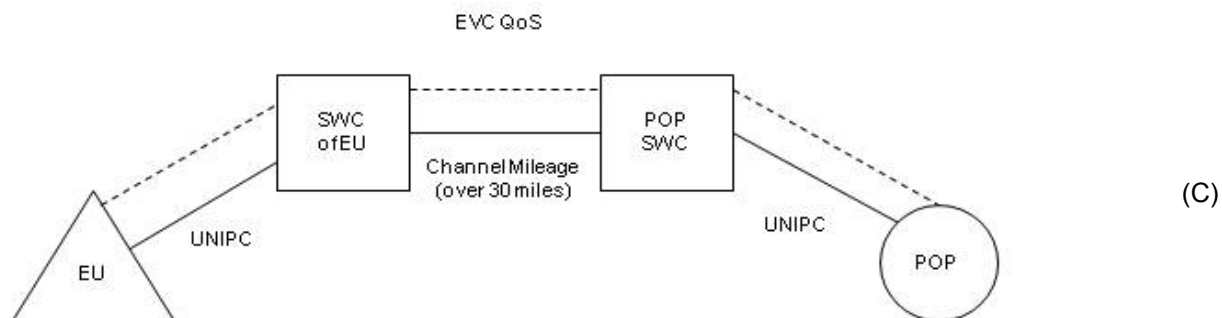 EVC QoS
SWC
of EU
POP
SWC
Channel Mileage
(over 30 miles)
(C)
UNIPC
UNIPC
EU
POP